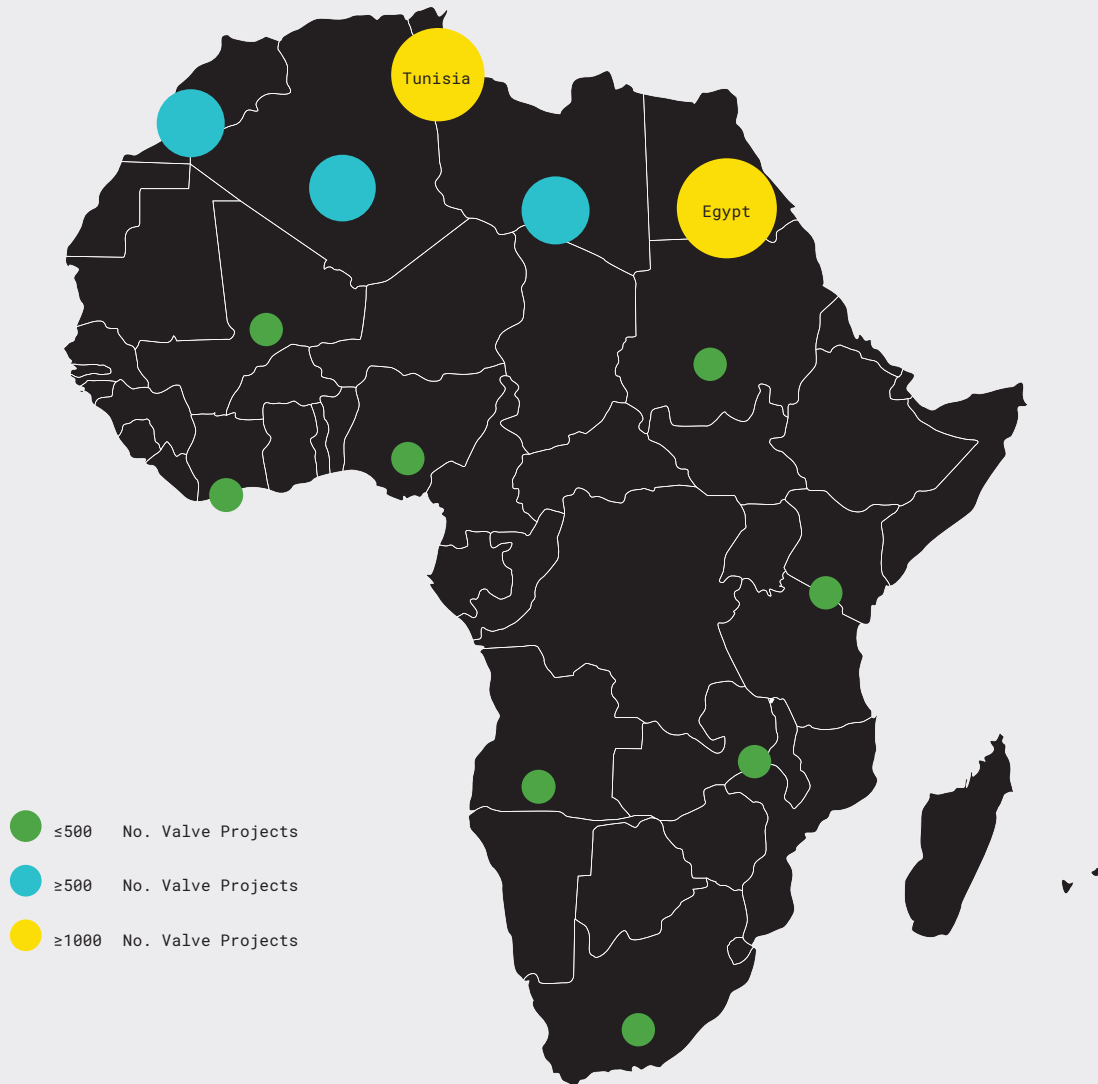 Tunisia
Egypt
≤500 No. Valve Projects
≥500 No. Valve Projects
≥1000 No. Valve Projects